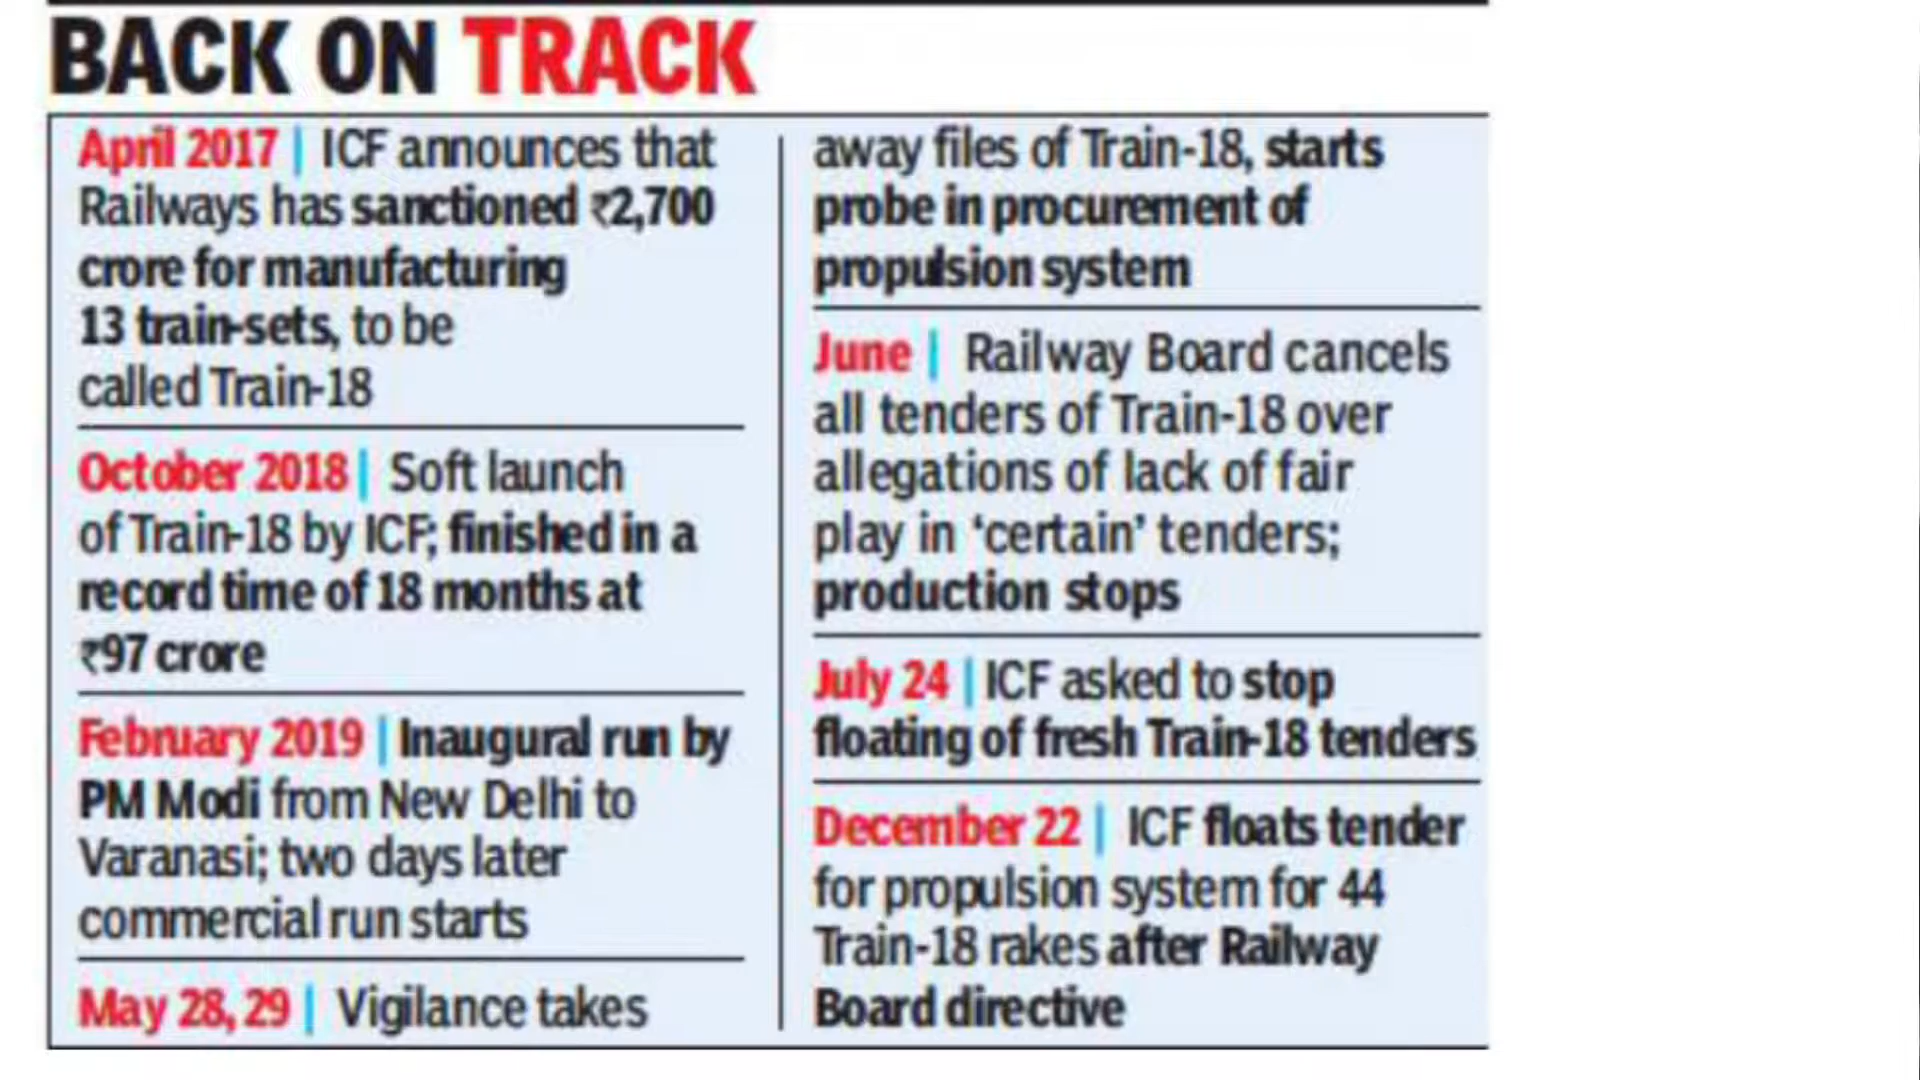 BACK ON TRACK
April 2017 | ICF announces that
Railways has sanctioned ₹2,700
crore for manufacturing
13 train-sets, to be
called Train-18
October 2018 | Soft launch
of Train-18 by ICF; finished in a
record time of 18 months at
₹97 crore
February 2019 | Inaugural run by
PM Modi from New Delhi to
Varanasi; two days later
commercial run starts
May 28, 29 | Vigilance takes
away files of Train-18, starts
probe in procurement of
propulsion system
June | Railway Board cancels
all tenders of Train-18 over
allegations of lack of fair
play in ‘certain’ tenders;
production stops
July 24 | ICF asked to stop
floating of fresh Train-18 tenders
December 22 | ICF floats tender
for propulsion system for 44
Train-18 rakes after Railway
Board directive